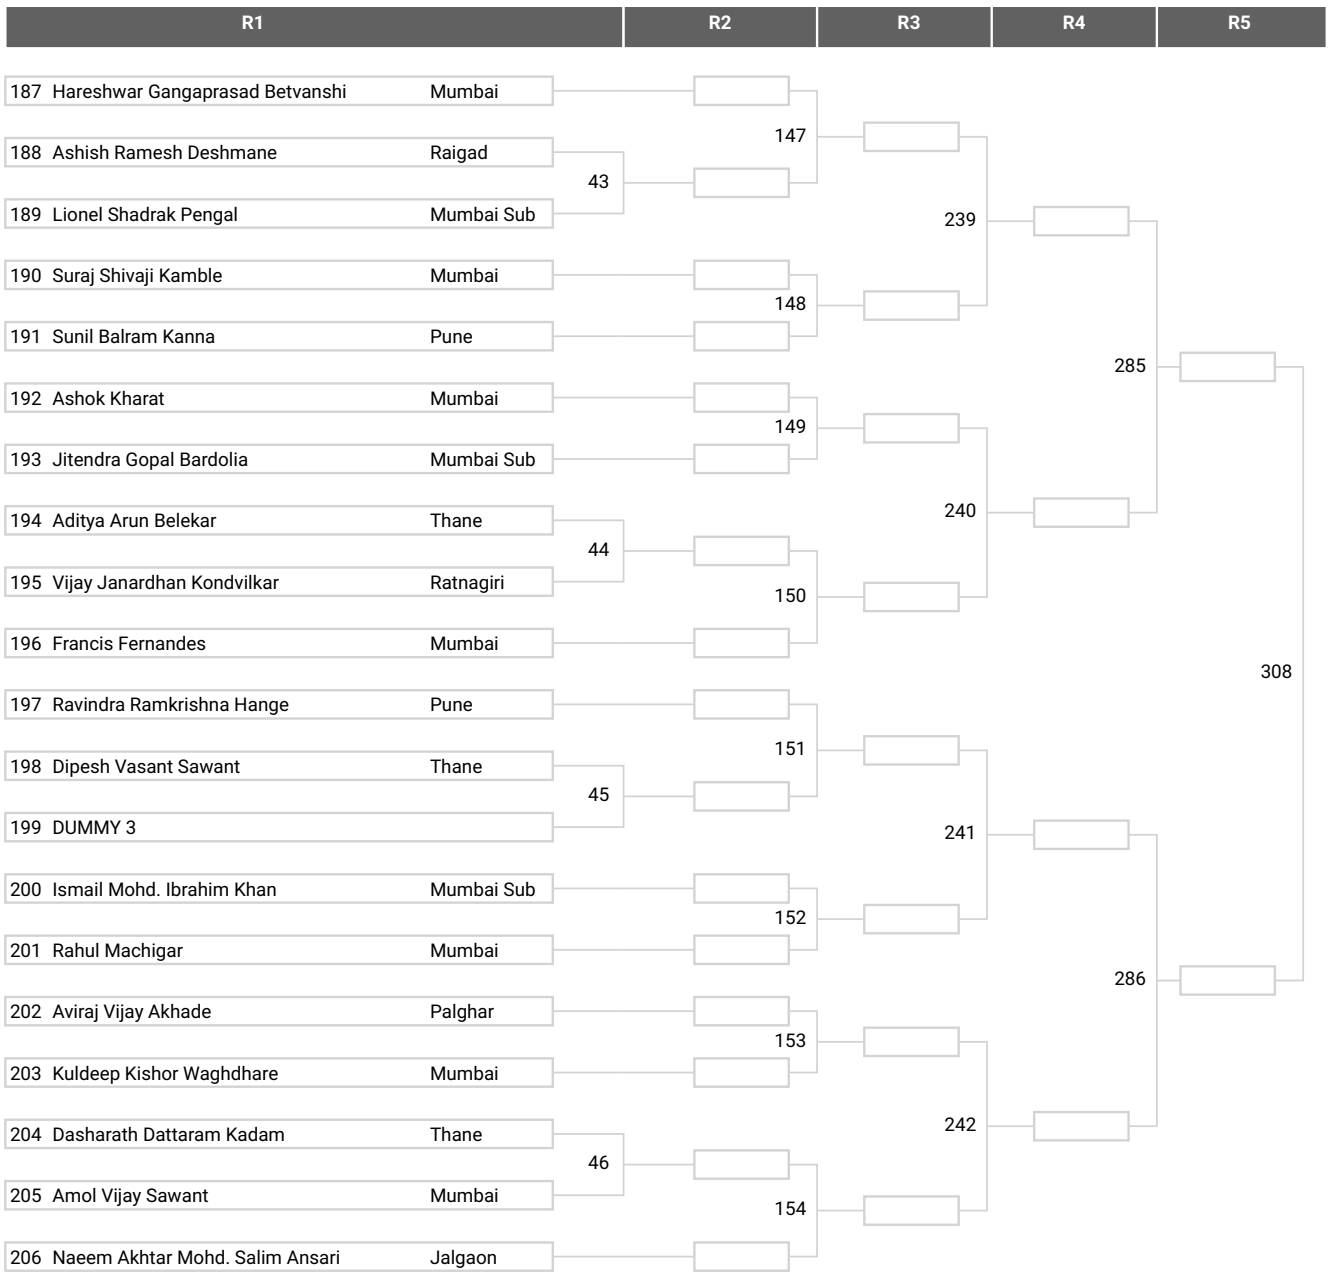 R1 R2 R3 R4 R5
187 Hareshwar Gangaprasad Betvanshi Mumbai
147
188 Ashish Ramesh Deshmane Raigad
43
189 Lionel Shadrak Pengal Mumbai Sub
239
190 Suraj Shivaji Kamble Mumbai
148
191 Sunil Balram Kanna Pune
285
192 Ashok Kharat Mumbai
149
193 Jitendra Gopal Bardolia Mumbai Sub
240
194 Aditya Arun Belekar Thane
44
195 Vijay Janardhan Kondvilkar Ratnagiri
150
196 Francis Fernandes Mumbai
308
197 Ravindra Ramkrishna Hange Pune
151
198 Dipesh Vasant Sawant Thane
45
199 DUMMY 3
241
200 Ismail Mohd. Ibrahim Khan Mumbai Sub
152
201 Rahul Machigar Mumbai
286
202 Aviraj Vijay Akhade Palghar
153
203 Kuldeep Kishor Waghdhare Mumbai
242
204 Dasharath Dattaram Kadam Thane
46
205 Amol Vijay Sawant Mumbai
154
206 Naeem Akhtar Mohd. Salim Ansari Jalgaon